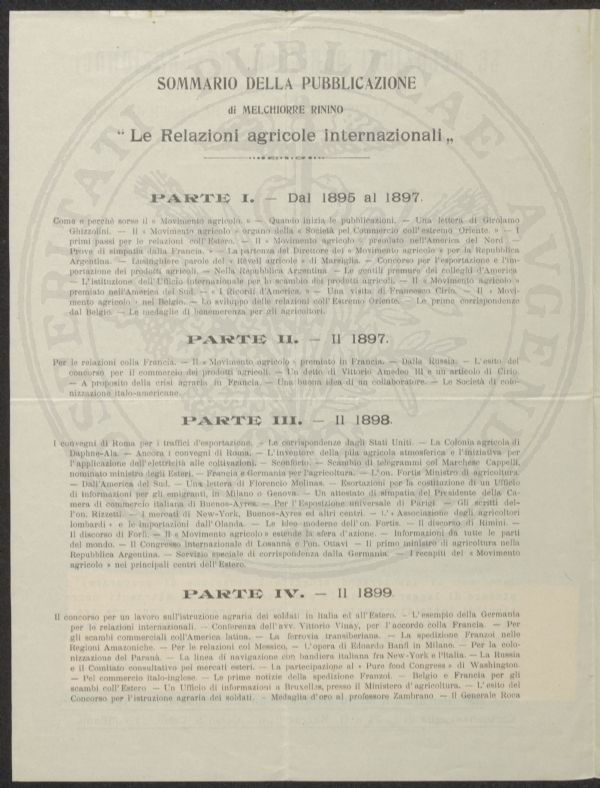 SOMMARIO DELLA PUBBLICAZIONE
di MELCHIORRE RININO
“ Le Relazioni agricole internazionali „
PARTE I. — Dal 1895 al 1897.
Come e perchè sorse il « Movimento agricolo. » — Quando inizia le pubblicazioni. — Una lettera di Girolamo
Ghizzolini. — Il « Movimento agricolo » organo della « Società pel Commercio coll'estremo Oriente. » — I
primi passi per le relazioni coll'Estero. — Il « Movimento agricolo » premiato nell'America del Nord. —
Prove di simpatia dalla Francia. — La partenza del Direttore del « Movimento agricolo » per la Repubblica
Argentina. — Lusinghiere parole del « Réveil agricole » di Marsiglia. — Concorso per l'esportazione e l'im-
portazione dei prodotti agricoli. — Nella Repubblica Argentina — Le gentili premure dei colleghi d'America
— L'istituzione dell'Ufficio Internazionale per lo scambio dei prodotti agricoli. — Il « Movimento agricolo »
premiato nell'America del Sud. — « I Ricordi d'America. » — Una visita di Francesco Cirio. — Il « Movi-
mento agricolo » nel Belgio. — Lo sviluppo delle relazioni coll'Estremo Oriente. — Le prime corrispondenze
dal Belgio. — Le medaglie di benemerenza per gli agricoltori.
PARTE II. — Il 1897.
Per le relazioni colla Francia. — Il « Movimento agricolo » premiato in Francia. — Dalla Russia. — L'esito del
concorso per il commercio dei prodotti agricoli. — Un detto di Vittorio Amedeo III e un articolo di Cirio.
— A proposito della crisi agraria in Francia. — Una buona idea di un collaboratore. — Le Società di colo-
nizzazione italo-americane.
PARTE III. — Il 1898.
I convegni di Roma per i traffici d'esportazione. — Le corrispondenze dagli Stati Uniti. — La Colonia agricola di
Daphne-Ala. — Ancora i convegni di Roma. — L'inventore della pila agricola atmosferica e l'iniziativa per
l'applicazione dell'elettricità alle coltivazioni. — Sconforto. — Scambio di telegrammi col Marchese Cappelli,
nominato ministro degli Esteri. — Francia e Germania per l'agricoltura. — L'on. Fortis Ministro di agricoltura.
— Dall'America del Sud. — Una lettera di Florencio Molinas. — Esortazioni per la costituzione di un Ufficio
di informazioni per gli emigranti, in Milano o Genova. — Un attestato di simpatia del Presidente della Ca-
mera di commercio italiana di Buenos-Ayres. — Per l'Esposizione universale di Parigi. — Gli scritti del-
l'on. Rizzetti. — I mercati di New-York, Buenos-Ayres ed altri centri. — L'« Associazione degli agricoltori
lombardi » e le importazioni dall'Olanda. — Le idee moderne dell'on. Fortis. — Il discorso di Rimini. —
Il discorso di Forlì. — Il « Movimento agricolo » estende la sfera d'azione. — Informazioni da tutte le parti
del mondo. — Il Congresso internazionale di Losanna e l'on. Ottavi — Il primo ministro di agricoltura nella
Repubblica Argentina. — Servizio speciale di corrispondenza dalla Germania. — I recapiti del « Movimento
agricolo » nei principali centri dell'Estero.
PARTE IV. — Il 1899.
Il concorso per un lavoro sull'istruzione agraria dei soldati in Italia ed all'Estero. — L'esempio della Germania
per le relazioni internazionali. — Conferenza dell'avv. Vittorio Vinay, per l'accordo colla Francia. — Per
gli scambi commerciali coll'America latina. — La ferrovia transiberiana. — La spedizione Franzoi nelle
Regioni Amazoniche. — Per le relazioni col Messico. — L'opera di Edoardo Banfi in Milano. — Per la colo-
nizzazione del Paranà. — La linea di navigazione con bandiera italiana fra New-York e l'Italia. — La Russia
e il Comitato consultativo pei mercati esteri. — La partecipazione al « Pure food Congress » di Washington.
— Pel commercio italo-inglese. — Le prime notizie della spedizione Franzoi. — Belgio e Francia per gli
scambi coll'Estero — Un Ufficio di informazioni a Bruxelles, presso il Ministero d'agricoltura. — L'esito del
Concorso per l'istruzione agraria dei soldati. — Medaglia d'oro al professore Zambrano. — Il Generale Roca
POSTERITATI PUBLICAE AVVENI